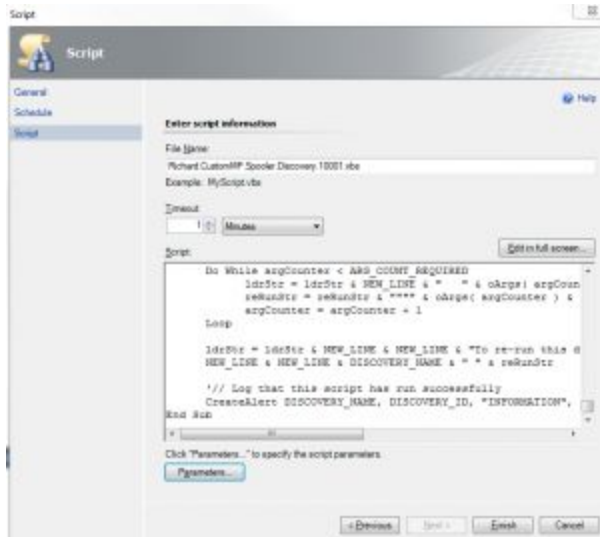 Script
Script
General
Schedule
Script
Help
Enter script information
File Name:
Richard.CustomMP.Spooler.Discovery.10001.vbs
Example: MyScript.vbs
Timeout:
1 Minutes
Edit in full screen...
Script:
Do While argCounter < ARG_COUNT_REQUIRED
ldrStr = ldrStr & NEW_LINE & " " & oArgs( argCoun
reRunStr = reRunStr & """" & oArgs( argCounter ) &
argCounter = argCounter + 1
Loop
ldrStr = ldrStr & NEW_LINE & NEW_LINE & "To re-run this d
NEW_LINE & NEW_LINE & DISCOVERY_NAME & " " & reRunStr
'// Log that this script has run successfully
CreateAlert DISCOVERY_NAME, DISCOVERY_ID, "INFORMATION",
End Sub
Click "Parameters..." to specify the script parameters.
Parameters...
< Previous Next > Finish Cancel